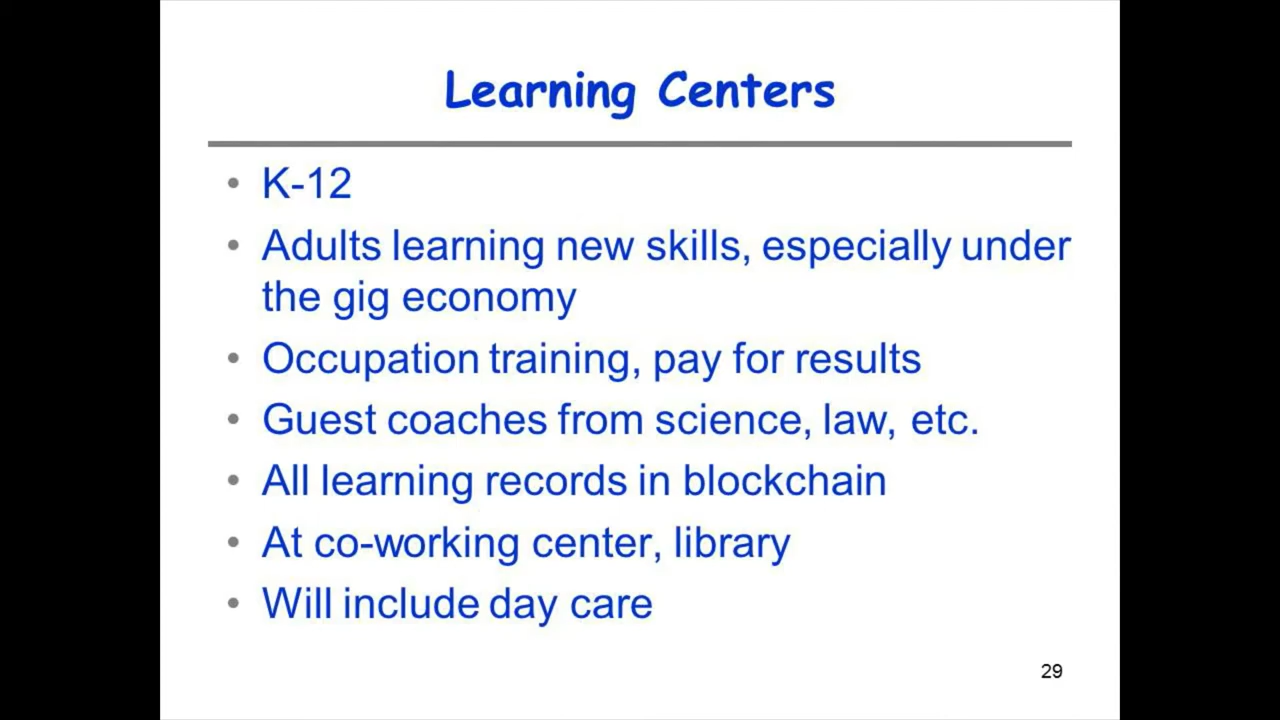 Learning Centers
• K-12
• Adults learning new skills, especially under
the gig economy
• Occupation training, pay for results
• Guest coaches from science, law, etc.
• All learning records in blockchain
• At co-working center, library
• Will include day care
29